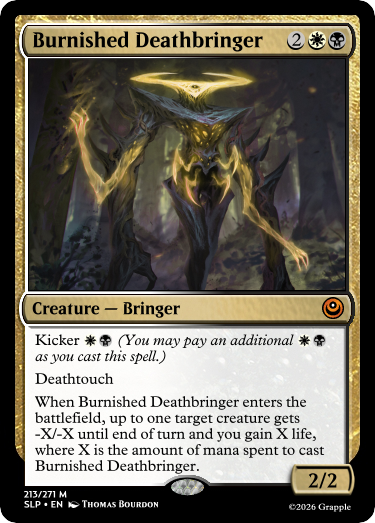 Burnished Deathbringer 2
Creature — Bringer
Kicker (You may pay an additional
as you cast this spell.)
Deathtouch
When Burnished Deathbringer enters the
battlefield, up to one target creature gets
-X/-X until end of turn and you gain X life,
where X is the amount of mana spent to cast
Burnished Deathbringer.
2/2
213/271 M
SLP • EN Thomas Bourdon
©2026 Grapple